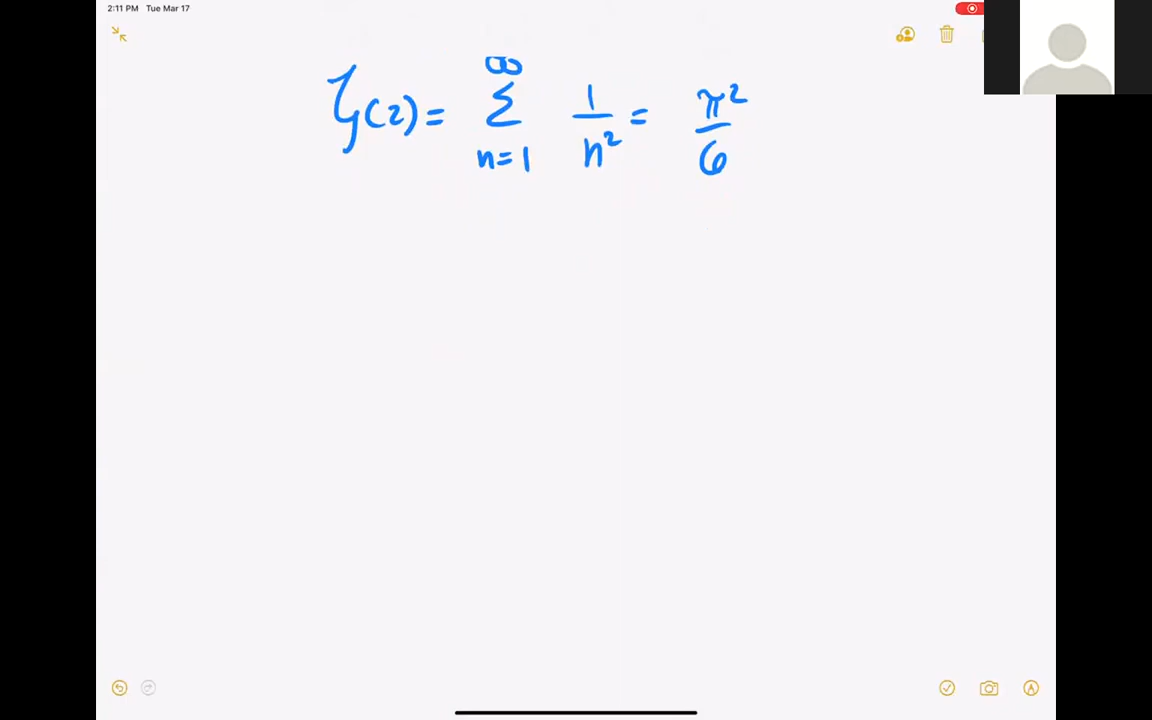 2:11 PM Tue Mar 17
ζ(2) = ∞ Σ n=1 1/n² = π²/6